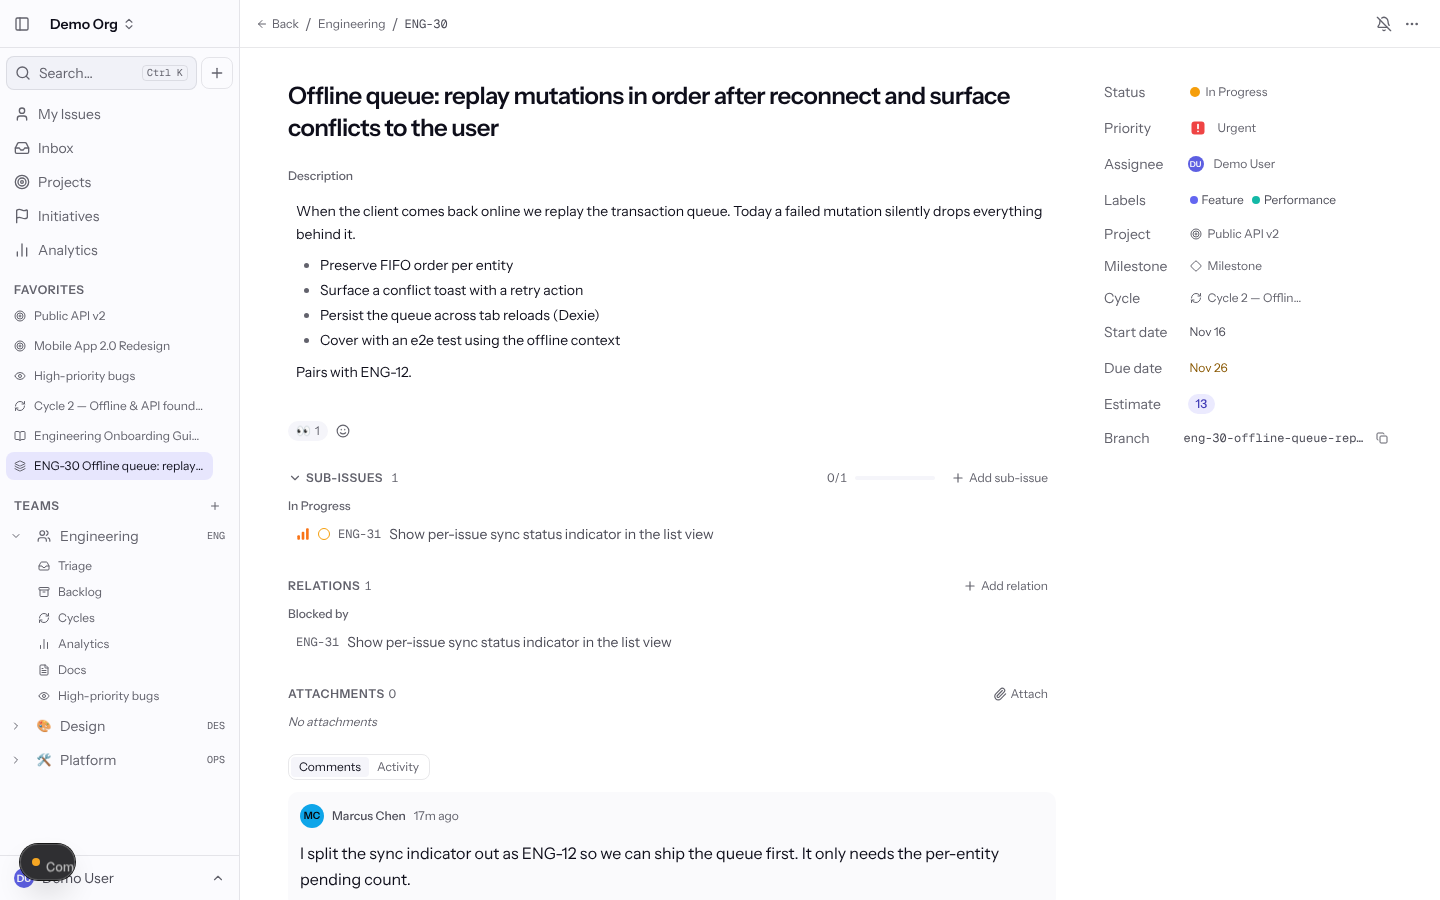 Demo Org
Back / Engineering / ENG-30
Search...
Ctrl K
My Issues
Inbox
Projects
Initiatives
Analytics
FAVORITES
Public API v2
Mobile App 2.0 Redesign
High-priority bugs
Cycle 2 — Offline & API found...
Engineering Onboarding Gui...
ENG-30 Offline queue: replay...
TEAMS
Engineering
ENG
Triage
Backlog
Cycles
Analytics
Docs
High-priority bugs
Design
DES
Platform
OPS
DU
Demo User
Offline queue: replay mutations in order after reconnect and surface
conflicts to the user
Description
When the client comes back online we replay the transaction queue. Today a failed mutation silently drops everything
behind it.
Preserve FIFO order per entity
Surface a conflict toast with a retry action
Persist the queue across tab reloads (Dexie)
Cover with an e2e test using the offline context
Pairs with ENG-12.
1
SUB-ISSUES 1
0/1
Add sub-issue
In Progress
ENG-31 Show per-issue sync status indicator in the list view
RELATIONS 1
Add relation
Blocked by
ENG-31 Show per-issue sync status indicator in the list view
ATTACHMENTS 0
Attach
No attachments
Comments
Activity
MC
Marcus Chen 17m ago
I split the sync indicator out as ENG-12 so we can ship the queue first. It only needs the per-entity
pending count.
Status
In Progress
Priority
Urgent
Assignee
DU
Demo User
Labels
Feature
Performance
Project
Public API v2
Milestone
Milestone
Cycle
Cycle 2 — Offlin...
Start date
Nov 16
Due date
Nov 26
Estimate
13
Branch
eng-30-offline-queue-rep...